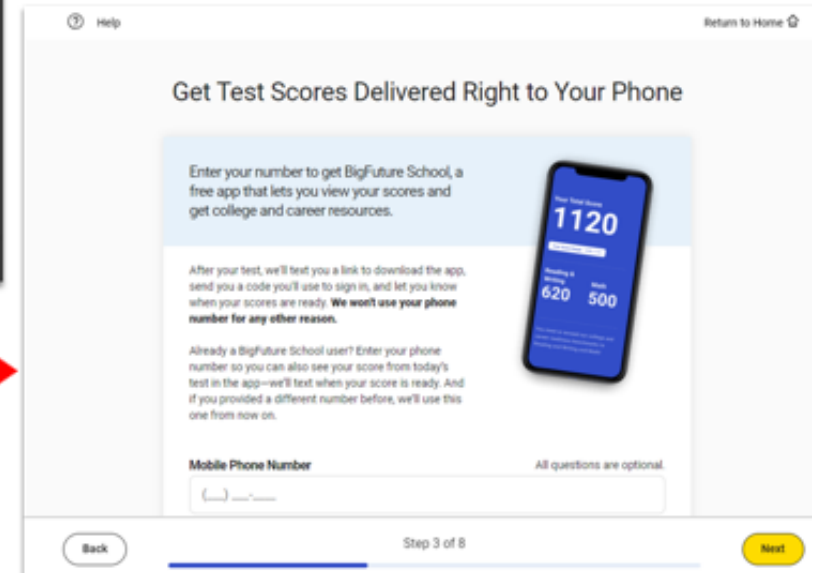 Help
Return to Home
Get Test Scores Delivered Right to Your Phone
Enter your number to get BigFuture School, a
free app that lets you view your scores and
get college and career resources.
Your Total Score
1120
Reading &
Writing
620
Math
500
After your test, we'll text you a link to download the app,
send you a code you'll use to sign in, and let you know
when your scores are ready. We won't use your phone
number for any other reason.
Already a BigFuture School user? Enter your phone
number so you can also see your score from today's
test in the app—we'll text when your score is ready. And
if you provided a different number before, we'll use this
one from now on.
Mobile Phone Number
All questions are optional.
(__) __-___
Back
Step 3 of 8
Next